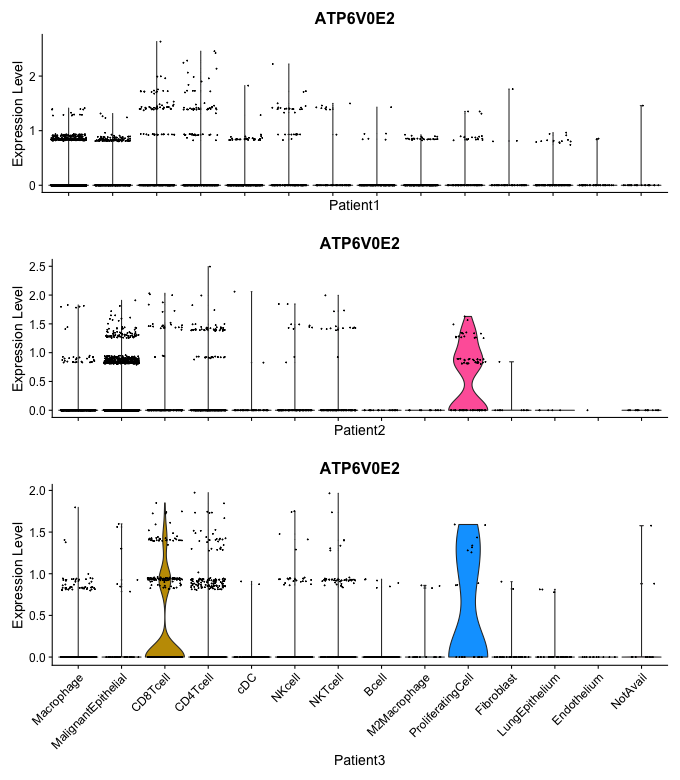 ATP6V0E2
Expression Level
2
1
0
Patient1
ATP6V0E2
Expression Level
2.5
2.0
1.5
1.0
0.5
0.0
Patient2
ATP6V0E2
Expression Level
2.0
1.5
1.0
0.5
0.0
Macrophage
MalignantEpithelial
CD8Tcell
CD4Tcell
cDC
NKcell
NKTcell
Bcell
M2Macrophage
ProliferatingCell
Fibroblast
LungEpithelium
Endothelium
NotAvail
Patient3